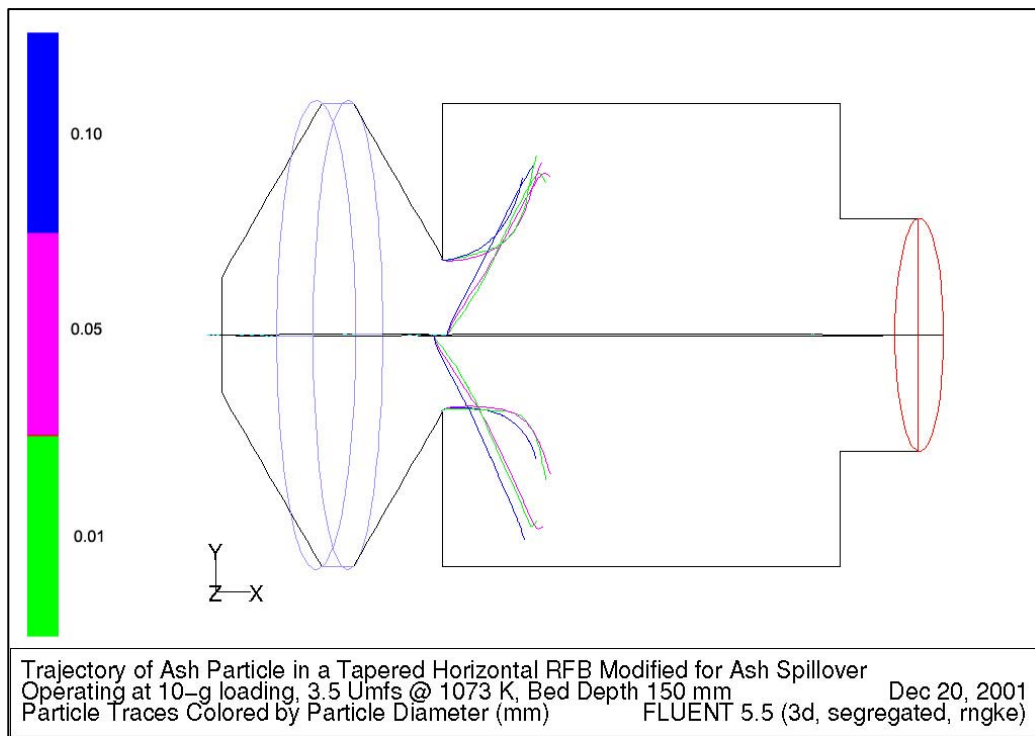 0.10
0.05
0.01
Y
Z X
Trajectory of Ash Particle in a Tapered Horizontal RFB Modified for Ash Spillover
Operating at 10-g loading, 3.5 Umfs @ 1073 K, Bed Depth 150 mm Dec 20, 2001
Particle Traces Colored by Particle Diameter (mm) FLUENT 5.5 (3d, segregated, rngke)